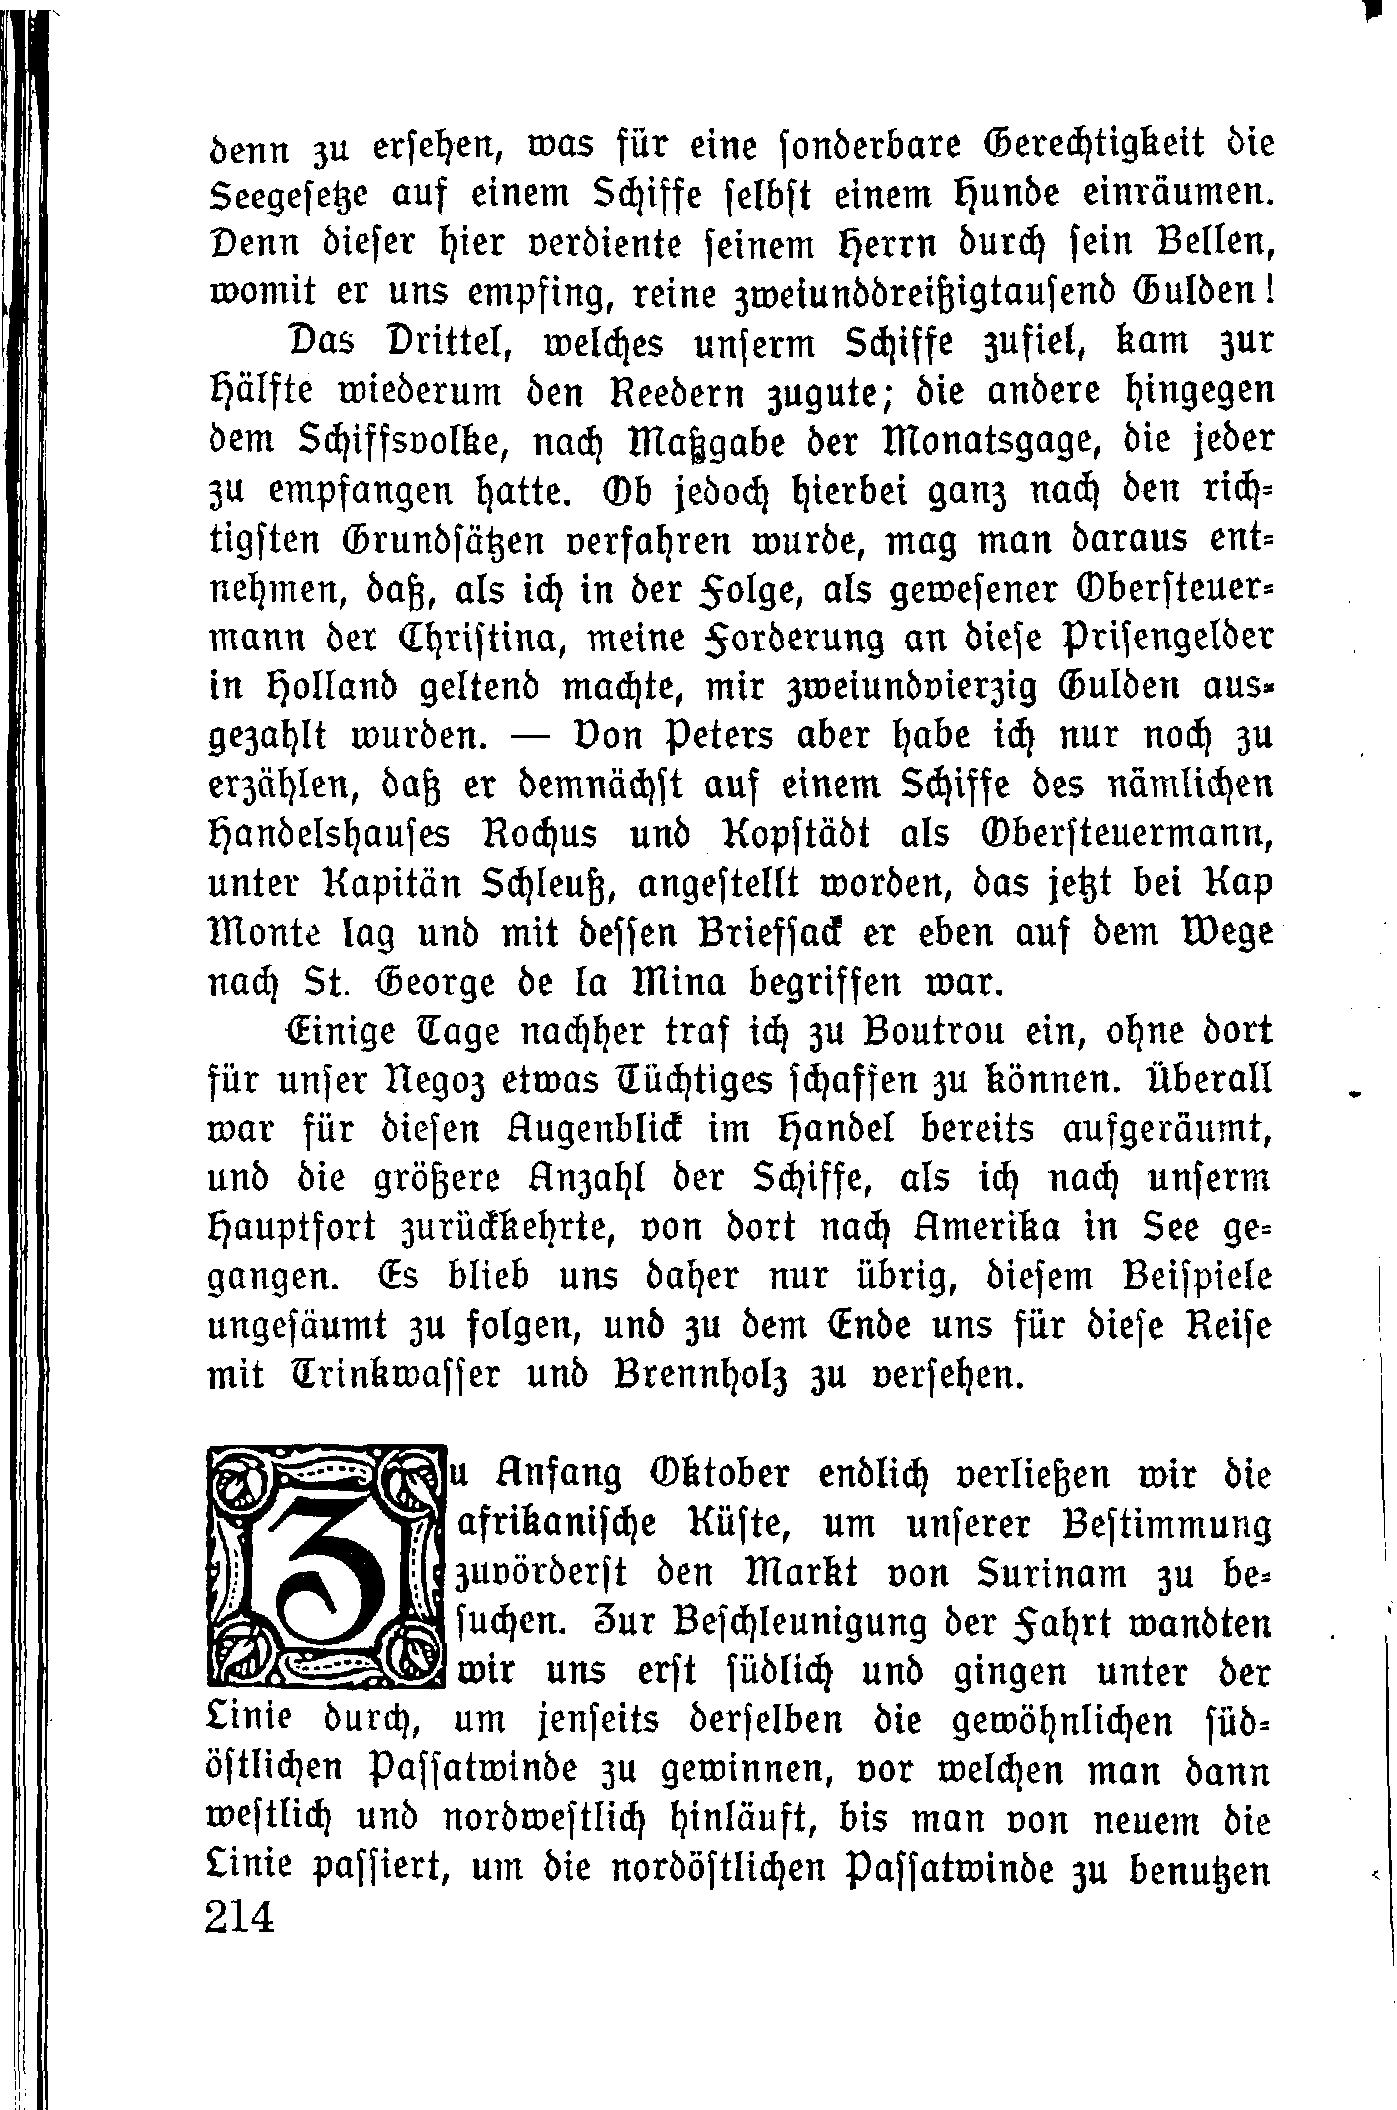 denn zu ersehen, was für eine sonderbare Gerechtigkeit die
Seegesetze auf einem Schiffe selbst einem Hunde einräumen.
Denn dieser hier verdiente seinem Herrn durch sein Bellen,
womit er uns empfing, reine zweiunddreißigtausend Gulden!
Das Drittel, welches unserm Schiffe zufiel, kam zur
Hälfte wiederum den Reedern zugute; die andere hingegen
dem Schiffsvolke, nach Maßgabe der Monatsgage, die jeder
zu empfangen hatte. Ob jedoch hierbei ganz nach den rich-
tigsten Grundsätzen verfahren wurde, mag man daraus ent-
nehmen, daß, als ich in der Folge, als gewesener Obersteuer-
mann der Christina, meine Forderung an diese Prisengelder
in Holland geltend machte, mir zweiundvierzig Gulden aus-
gezahlt wurden. — Von Peters aber habe ich nur noch zu
erzählen, daß er demnächst auf einem Schiffe des nämlichen
Handelshauses Rochus und Kopstädt als Obersteuermann,
unter Kapitän Schleuß, angestellt worden, das jetzt bei Kap
Monte lag und mit dessen Briefsack er eben auf dem Wege
nach St. George de la Mina begriffen war.
Einige Tage nachher traf ich zu Boutrou ein, ohne dort
für unser Negoz etwas Tüchtiges schaffen zu können. Überall
war für diesen Augenblick im Handel bereits aufgeräumt,
und die größere Anzahl der Schiffe, als ich nach unserm
Hauptfort zurückkehrte, von dort nach Amerika in See ge-
gangen. Es blieb uns daher nur übrig, diesem Beispiele
ungesäumt zu folgen, und zu dem Ende uns für diese Reise
mit Trinkwasser und Brennholz zu versehen.
Zu Anfang Oktober endlich verließen wir die
afrikanische Küste, um unserer Bestimmung
zuvörderst den Markt von Surinam zu be-
suchen. Zur Beschleunigung der Fahrt wandten
wir uns erst südlich und gingen unter der
Linie durch, um jenseits derselben die gewöhnlichen süd-
östlichen Passatwinde zu gewinnen, vor welchen man dann
westlich und nordwestlich hinläuft, bis man von neuem die
Linie passiert, um die nordöstlichen Passatwinde zu benutzen
214